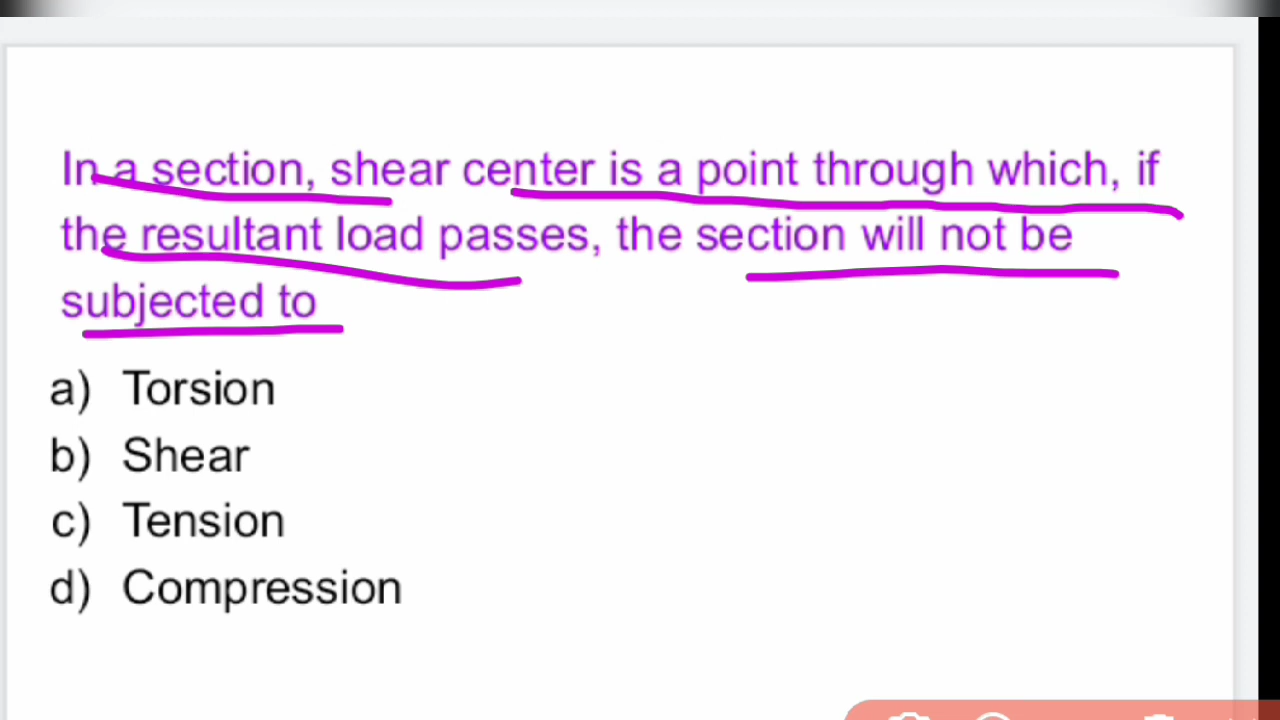 In a section, shear center is a point through which, if
the resultant load passes, the section will not be
subjected to
a) Torsion
b) Shear
c) Tension
d) Compression